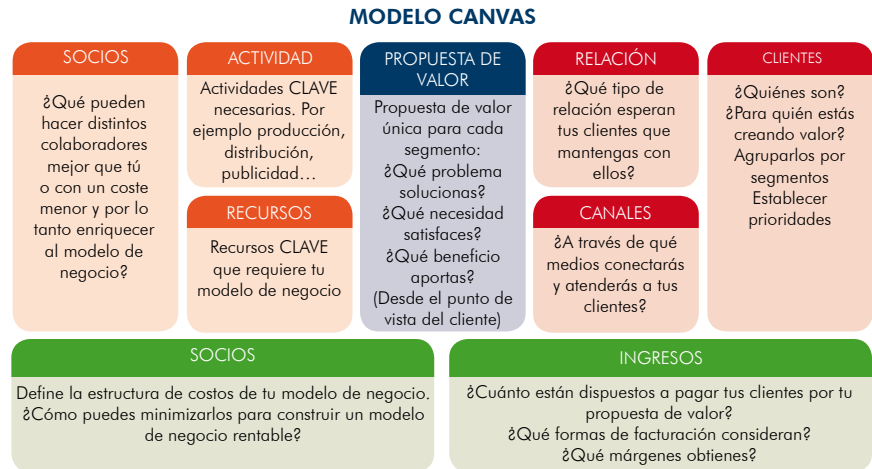 MODELO CANVAS
SOCIOS
¿Qué pueden
hacer distintos
colaboradores
mejor que tú
o con un coste
menor y por lo
tanto enriquecer
al modelo de
negocio?
ACTIVIDAD
Actividades CLAVE
necesarias. Por
ejemplo producción,
distribución,
publicidad...
RECURSOS
Recursos CLAVE
que requiere tu
modelo de negocio
PROPUESTA DE
VALOR
Propuesta de valor
única para cada
segmento:
¿Qué problema
solucionas?
¿Qué necesidad
satisfaces?
¿Qué beneficio
aportas?
(Desde el punto de
vista del cliente)
RELACIÓN
¿Qué tipo de
relación esperan
tus clientes que
mantengas con
ellos?
CANALES
¿A través de qué
medios conectarás
y atenderás a tus
clientes?
CLIENTES
¿Quiénes son?
¿Para quién estás
creando valor?
Agruparlos por
segmentos
Establecer
prioridades
SOCIOS
Define la estructura de costos de tu modelo de negocio.
¿Cómo puedes minimizarlos para construir un modelo
de negocio rentable?
INGRESOS
¿Cuánto están dispuestos a pagar tus clientes por tu
propuesta de valor?
¿Qué formas de facturación consideran?
¿Qué márgenes obtienes?